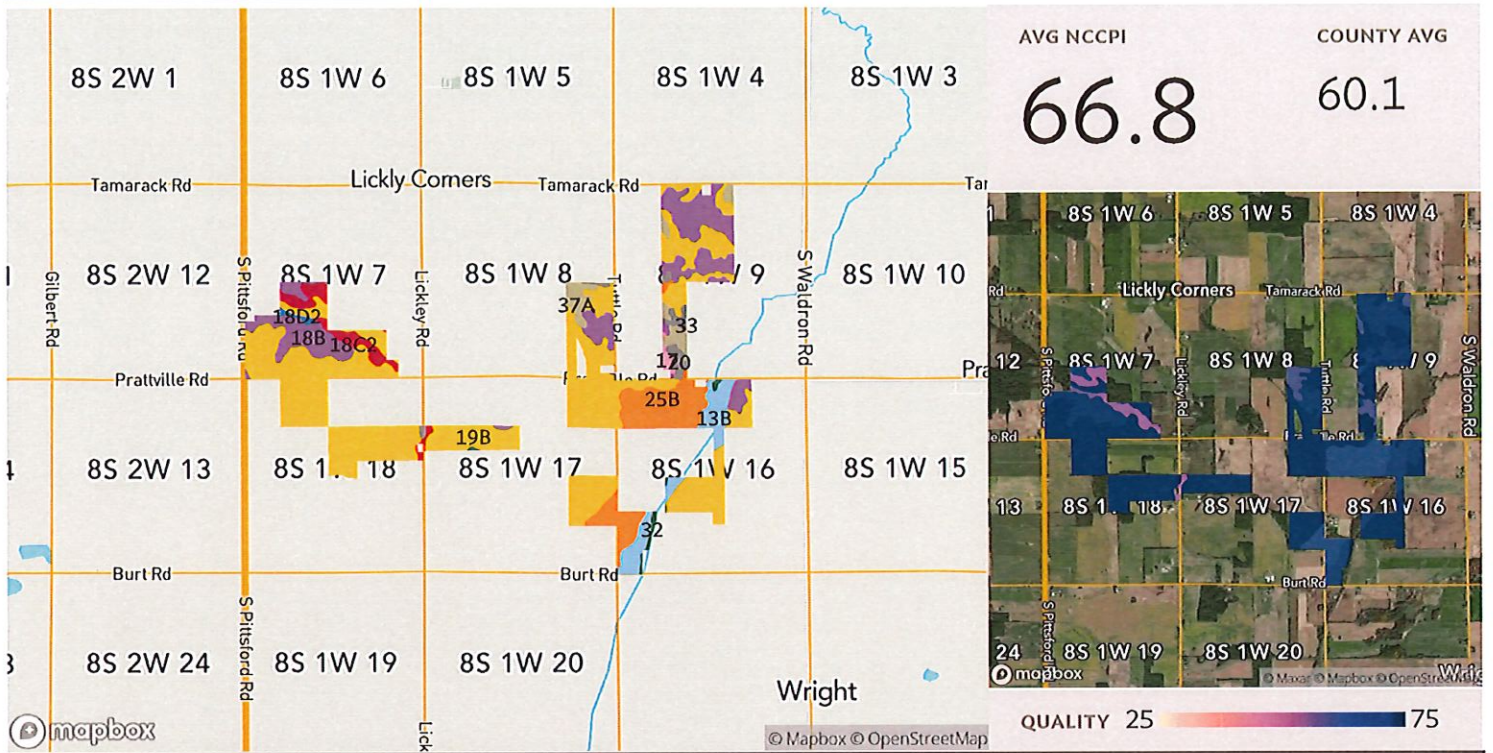 8S 2W 1
8S 1W 6
8S 1W 5
8S 1W 4
8S 1W 3
Tamarack Rd
Lickly Corners
Tamarack Rd
Gilbert Rd
8S 2W 12
S Pittsford Rd
8S 1W 7
Lickley Rd
8S 1W 8
8S 1W 10
S Waldron Rd
37A
18D2
18B
18C2
33
Prattville Rd
25B
13B
19B
8S 2W 13
8S 1W 17
8S 1W 16
8S 1W 15
32
Burt Rd
Burt Rd
S Pittsford Rd
8S 2W 24
8S 1W 19
8S 1W 20
Wright
mapbox
© Mapbox © OpenStreetMap
AVG NCCPI
COUNTY AVG
66.8
60.1
8S 1W 6
8S 1W 5
8S 1W 4
Lickly Corners
Tamarack Rd
12
8S 1W 7
8S 1W 8
Lickley Rd
Tuttle Rd
S Waldron Rd
13
8S 1W 17
8S 1W 16
Burt Rd
24
8S 1W 19
8S 1W 20
mapbox
© Maxar © Mapbox © OpenStreetMap
QUALITY 25
75